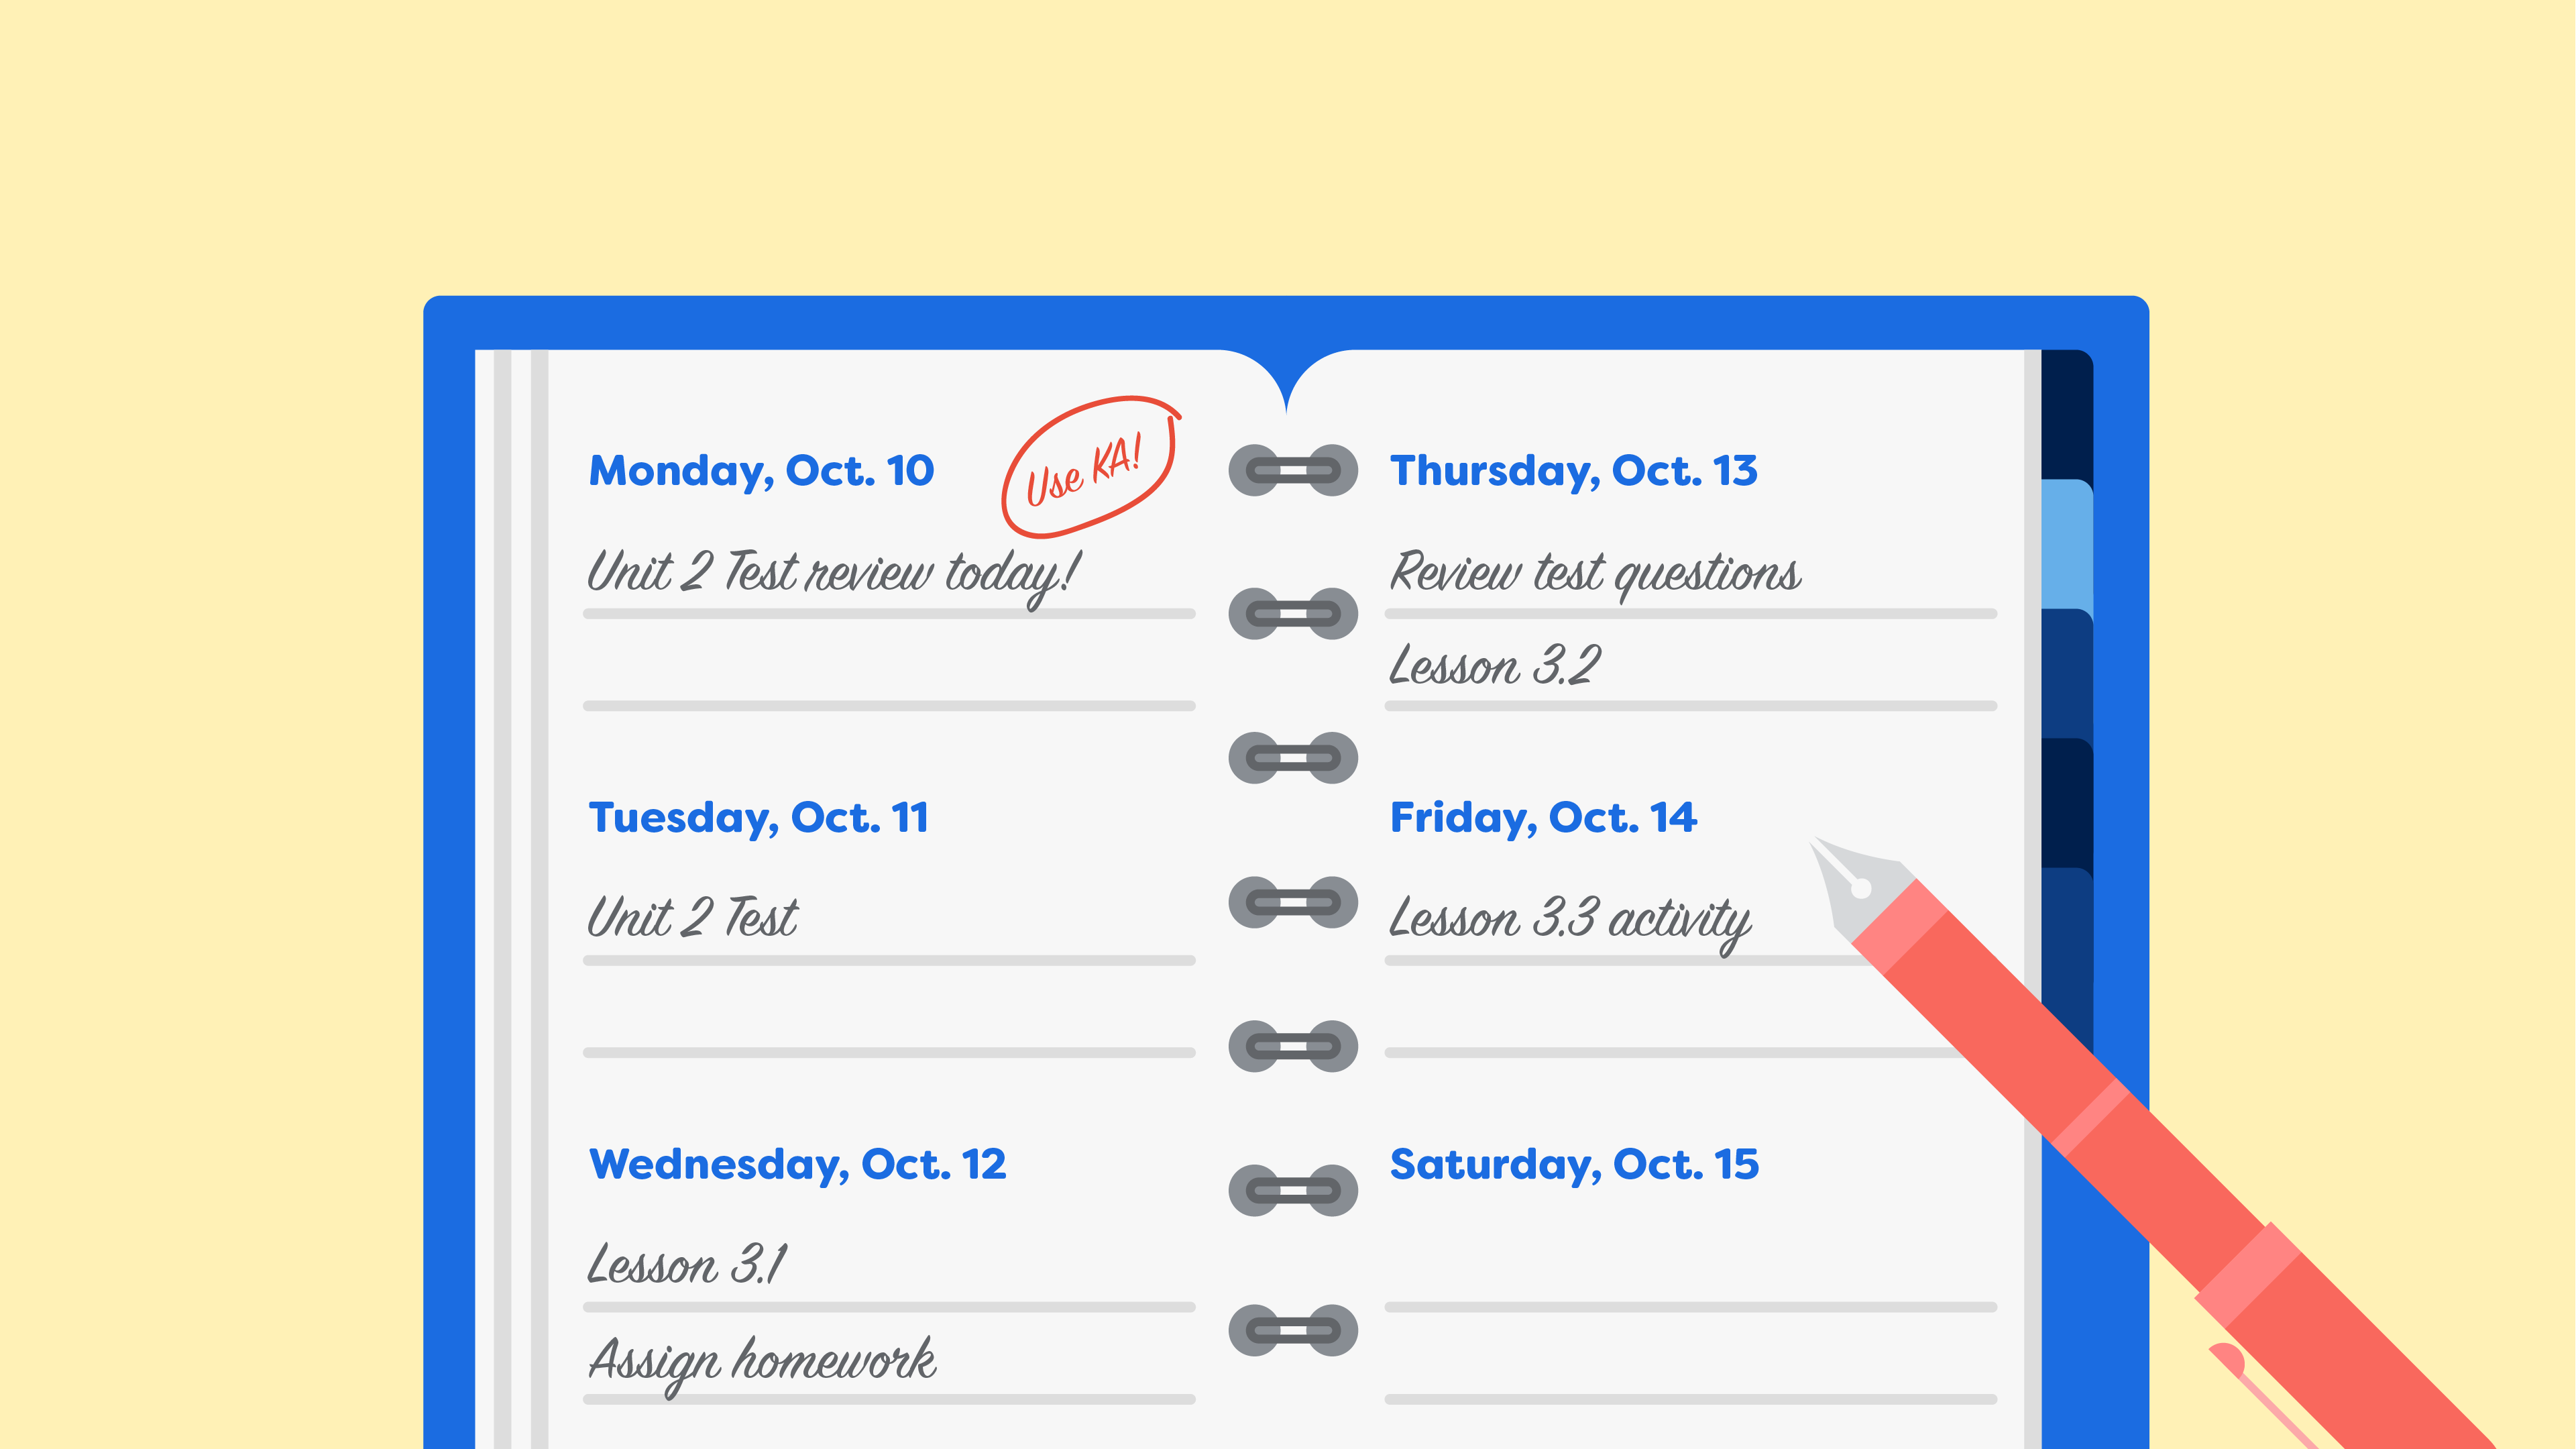 Monday, Oct. 10
Use KA!
Unit 2 Test review today!
Tuesday, Oct. 11
Unit 2 Test
Wednesday, Oct. 12
Lesson 3.1
Assign homework
Thursday, Oct. 13
Review test questions
Lesson 3.2
Friday, Oct. 14
Lesson 3.3 activity
Saturday, Oct. 15